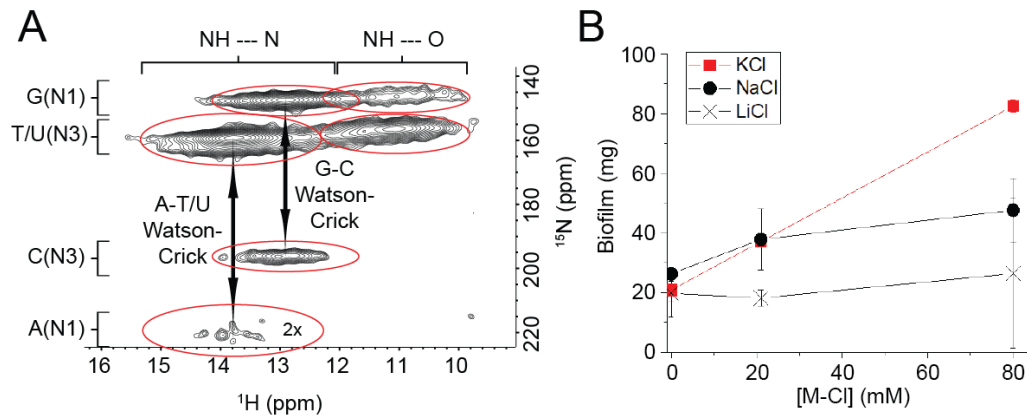 A
NH --- N
NH --- O
G(N1)
T/U(N3)
C(N3)
A(N1)
A-T/U
Watson-
Crick
G-C
Watson-
Crick
2x
140
160
180
200
220
¹⁵N (ppm)
16 15 14 13 12 11 10
¹H (ppm)
B
KCl
NaCl
LiCl
100
80
60
40
20
0
Biofilm (mg)
0 20 40 60 80
[M-Cl] (mM)